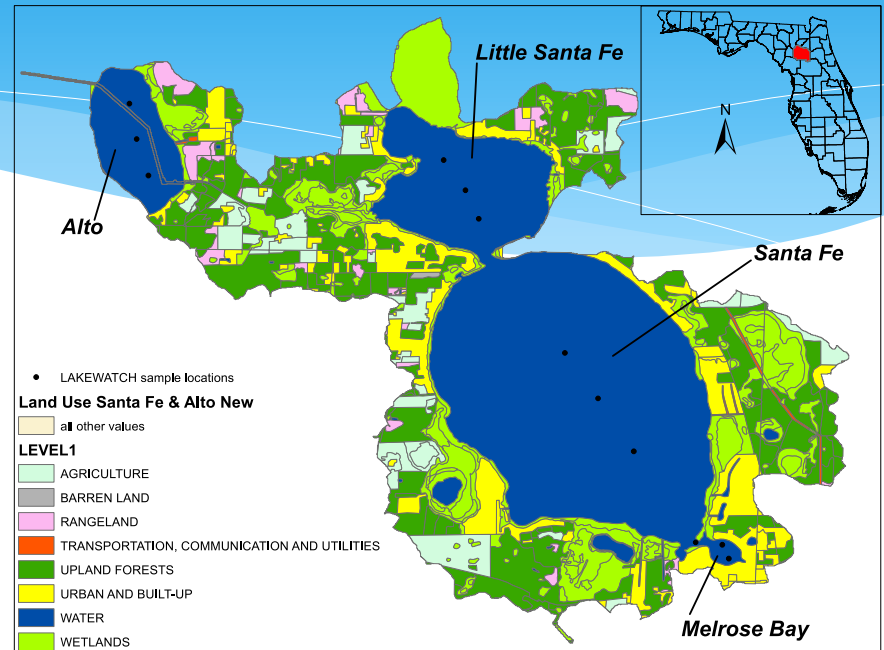 Little Santa Fe
N
Alto
Santa Fe
LAKEWATCH sample locations
Land Use Santa Fe & Alto New
all other values
LEVEL1
AGRICULTURE
BARREN LAND
RANGELAND
TRANSPORTATION, COMMUNICATION AND UTILITIES
UPLAND FORESTS
URBAN AND BUILT-UP
WATER
WETLANDS
Melrose Bay